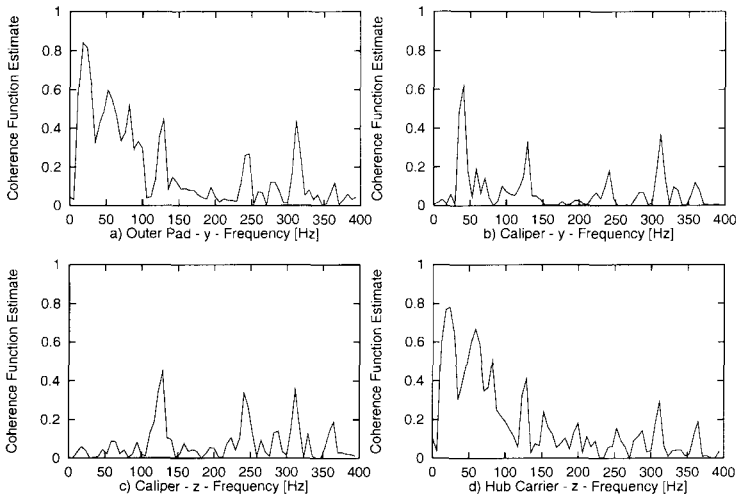 Coherence Function Estimate
1
0.8
0.6
0.4
0.2
0
0 50 100 150 200 250 300 350 400
a) Outer Pad - y - Frequency [Hz]
Coherence Function Estimate
1
0.8
0.6
0.4
0.2
0
0 50 100 150 200 250 300 350 400
b) Caliper - y - Frequency [Hz]
Coherence Function Estimate
1
0.8
0.6
0.4
0.2
0
0 50 100 150 200 250 300 350 400
c) Caliper - z - Frequency [Hz]
Coherence Function Estimate
1
0.8
0.6
0.4
0.2
0
0 50 100 150 200 250 300 350 400
d) Hub Carrier - z - Frequency [Hz]